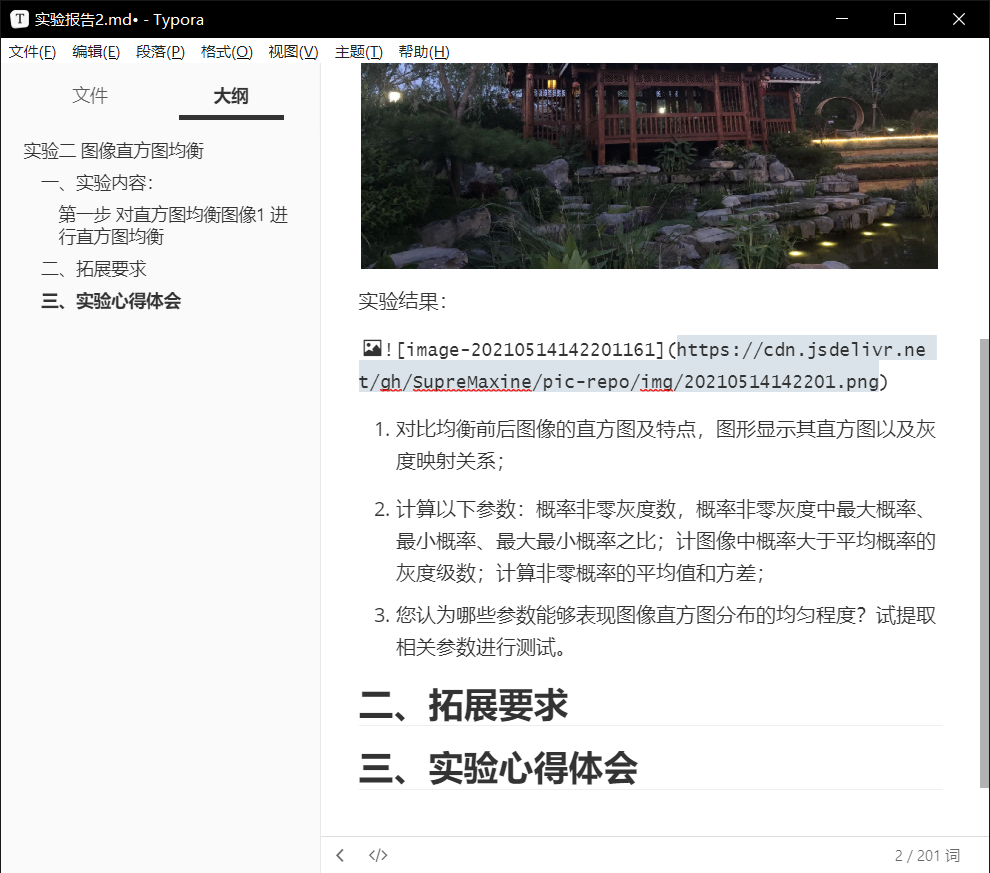 实验报告2.md• - Typora
文件(F) 编辑(E) 段落(P) 格式(O) 视图(V) 主题(T) 帮助(H)
文件 大纲
实验二 图像直方图均衡
一、实验内容：
第一步 对直方图均衡图像1 进
行直方图均衡
二、拓展要求
三、实验心得体会
实验结果：
![image-20210514142201161](https://cdn.jsdelivr.ne
t/gh/SupreMaxine/pic-repo/img/20210514142201.png)
1. 对比均衡前后图像的直方图及特点，图形显示其直方图以及灰
度映射关系；
2. 计算以下参数：概率非零灰度数，概率非零灰度中最大概率、
最小概率、最大最小概率之比；计图像中概率大于平均概率的
灰度级数；计算非零概率的平均值和方差；
3. 您认为哪些参数能够表现图像直方图分布的均匀程度？试提取
相关参数进行测试。
二、拓展要求
三、实验心得体会
2 / 201 词